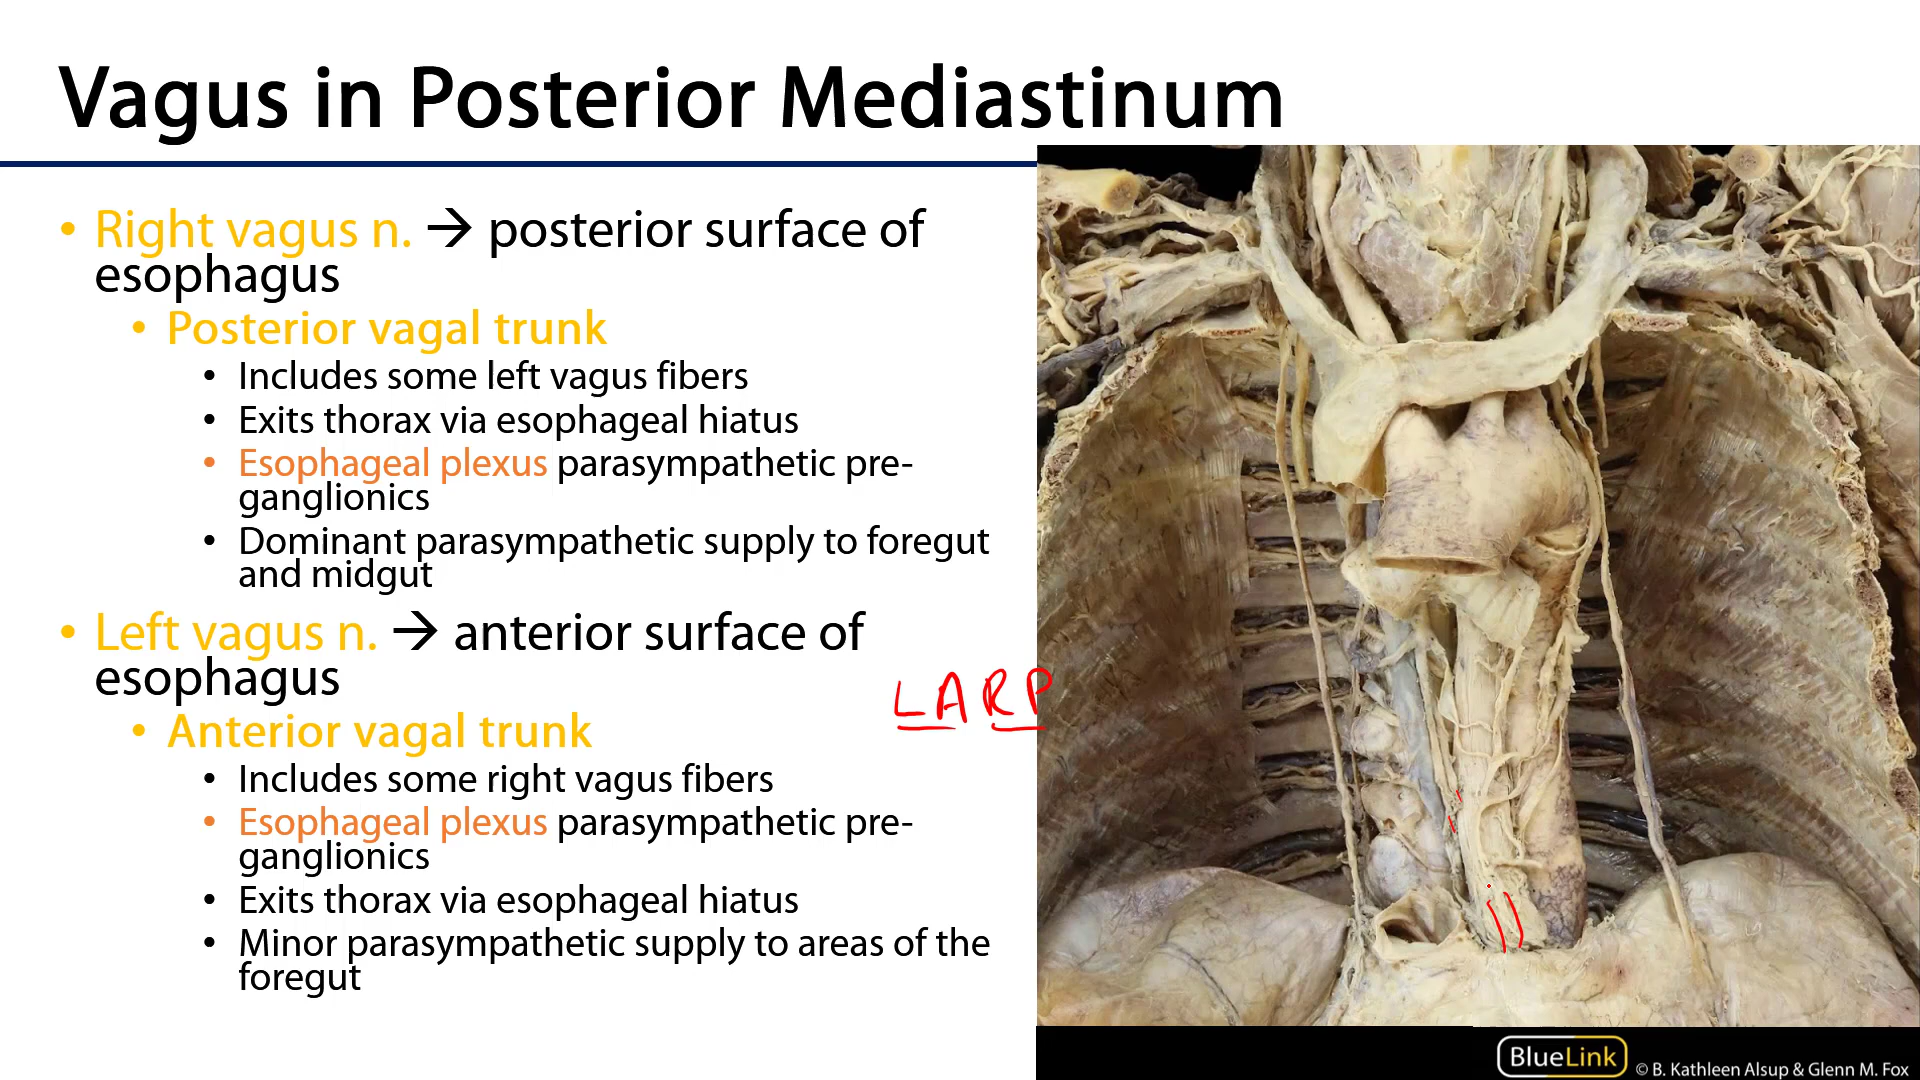 Vagus in Posterior Mediastinum
• Right vagus n. → posterior surface of
esophagus
• Posterior vagal trunk
• Includes some left vagus fibers
• Exits thorax via esophageal hiatus
• Esophageal plexus parasympathetic pre-
ganglionics
• Dominant parasympathetic supply to foregut
and midgut
• Left vagus n. → anterior surface of
esophagus
LARP
• Anterior vagal trunk
• Includes some right vagus fibers
• Esophageal plexus parasympathetic pre-
ganglionics
• Exits thorax via esophageal hiatus
• Minor parasympathetic supply to areas of the
foregut
BlueLink © B. Kathleen Alsup & Glenn M. Fox